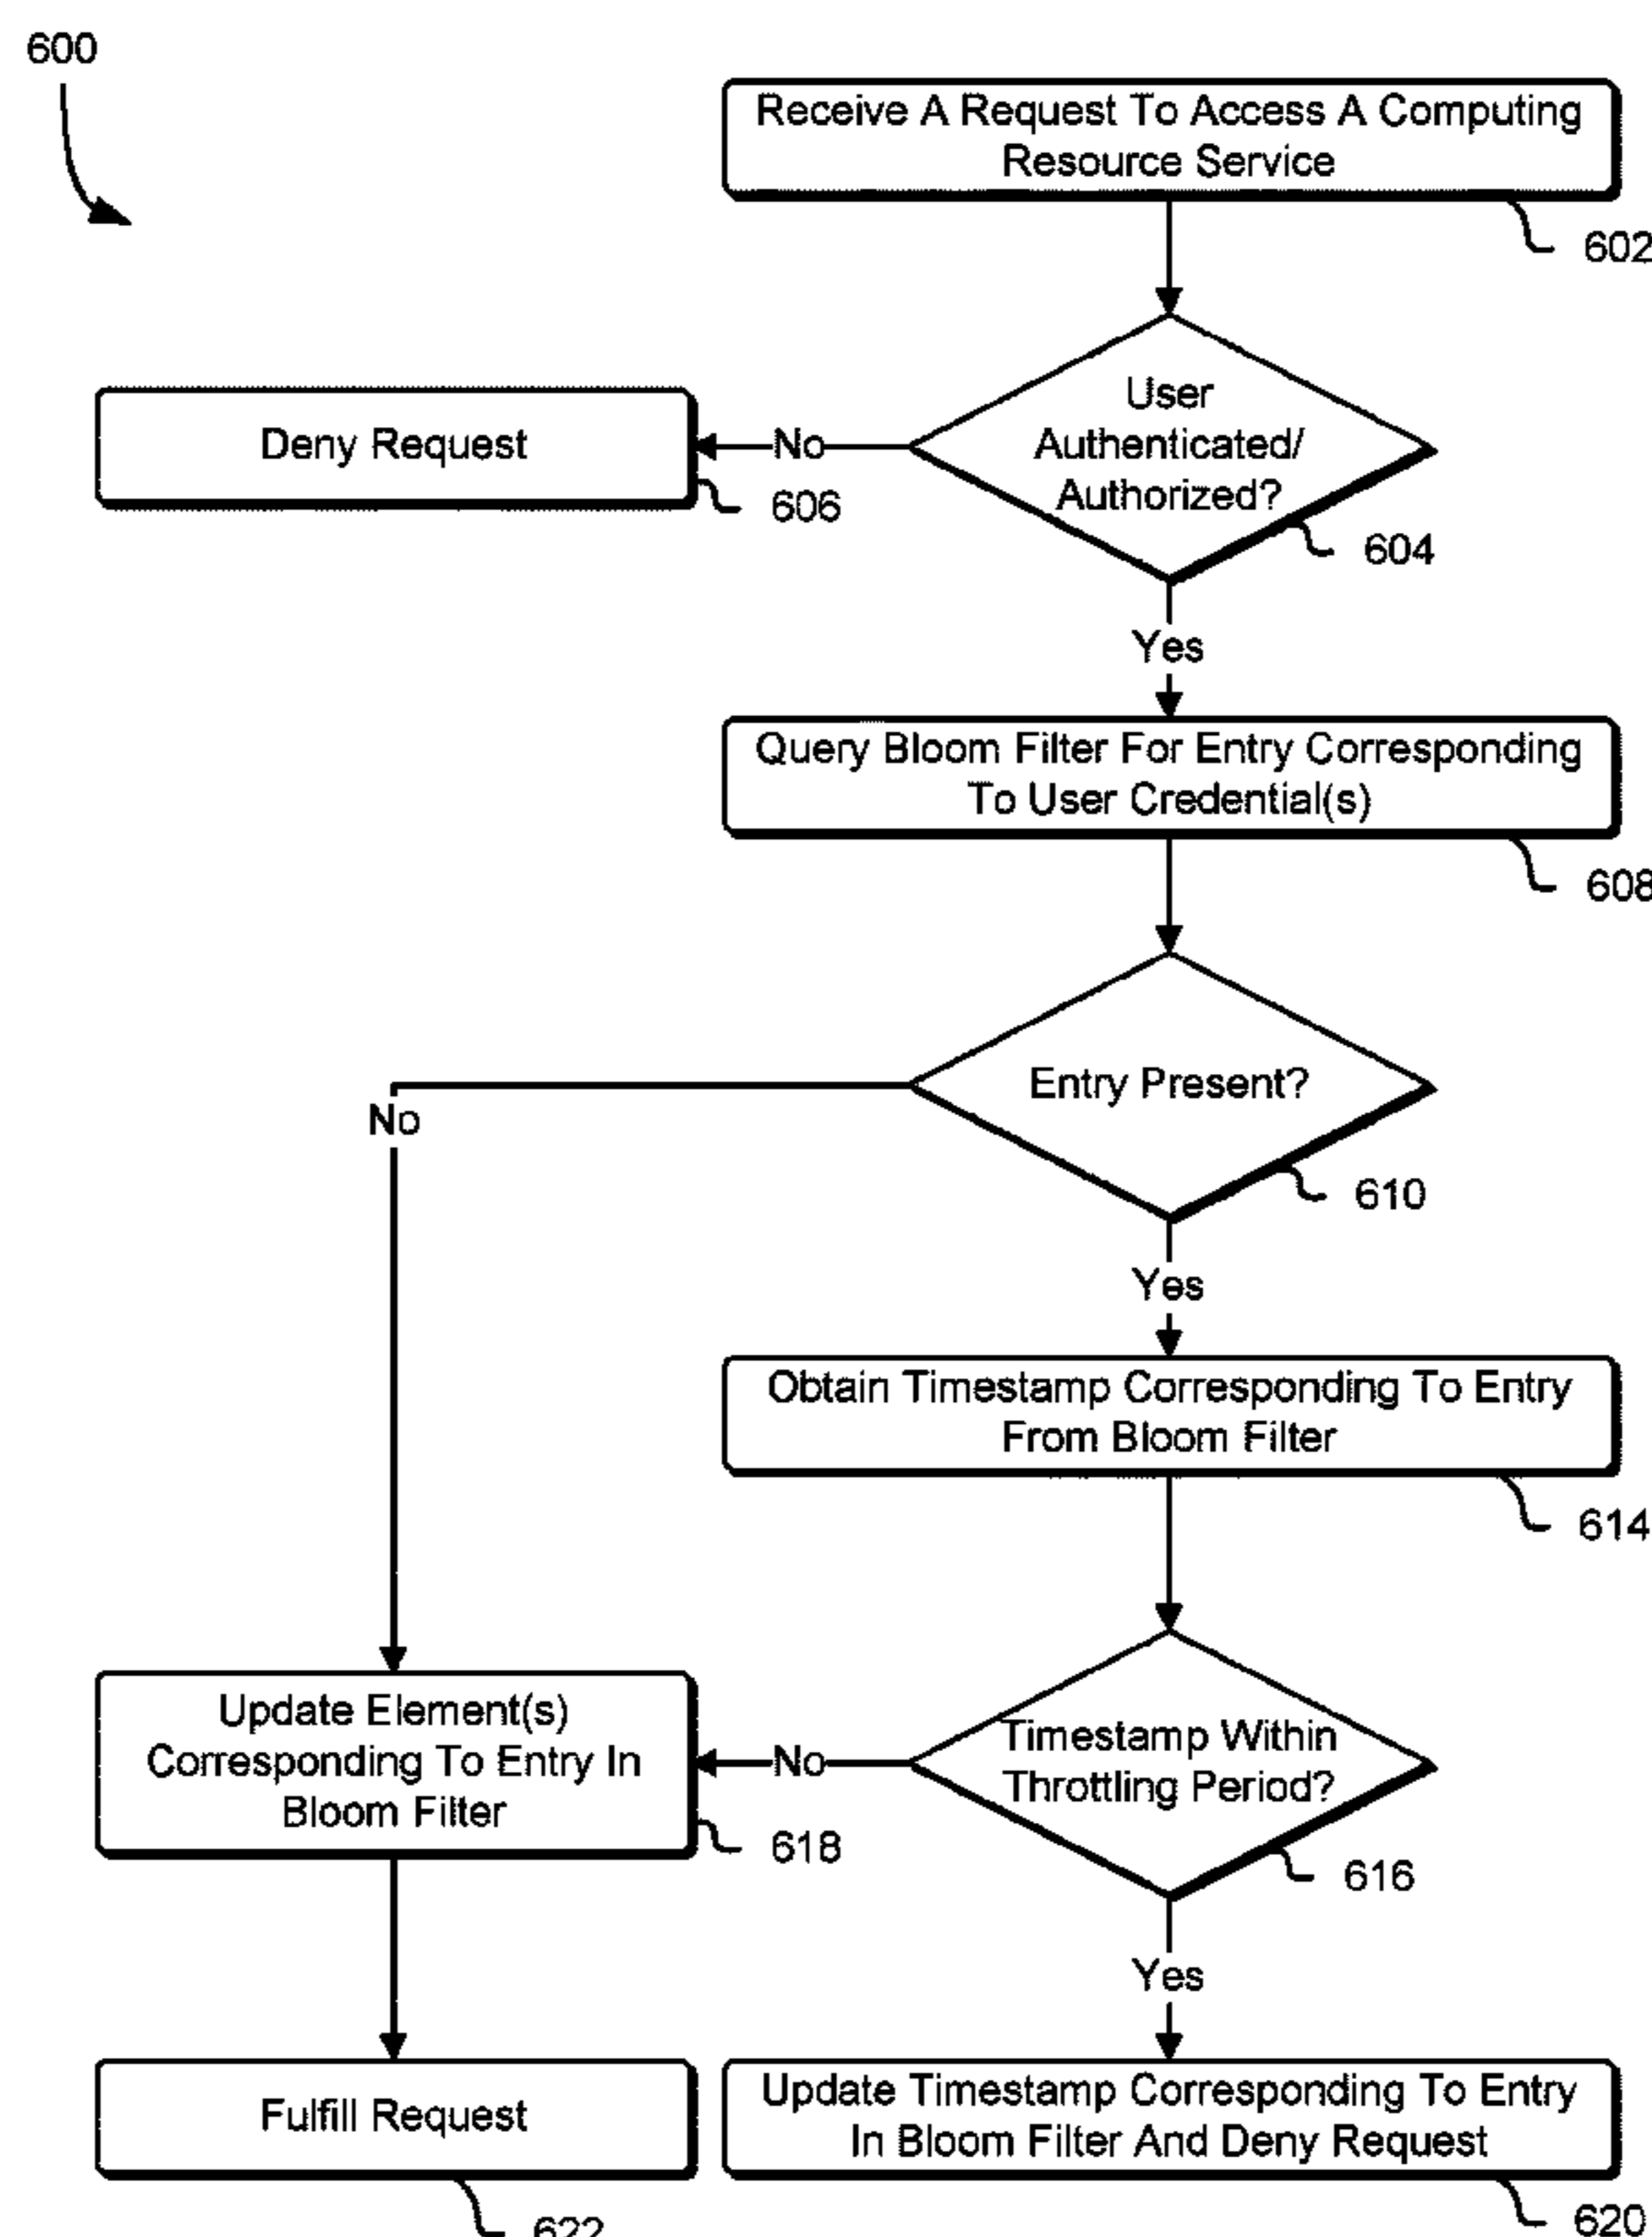 600
Receive A Request To Access A Computing
Resource Service
602
User
Authenticated/
Authorized?
604
No
Deny Request
606
Yes
Query Bloom Filter For Entry Corresponding
To User Credential(s)
608
Entry Present?
610
No
Yes
Obtain Timestamp Corresponding To Entry
From Bloom Filter
614
Timestamp Within
Throttling Period?
616
No
Update Element(s)
Corresponding To Entry In
Bloom Filter
618
Yes
Fulfill Request
622
Update Timestamp Corresponding To Entry
In Bloom Filter And Deny Request
620